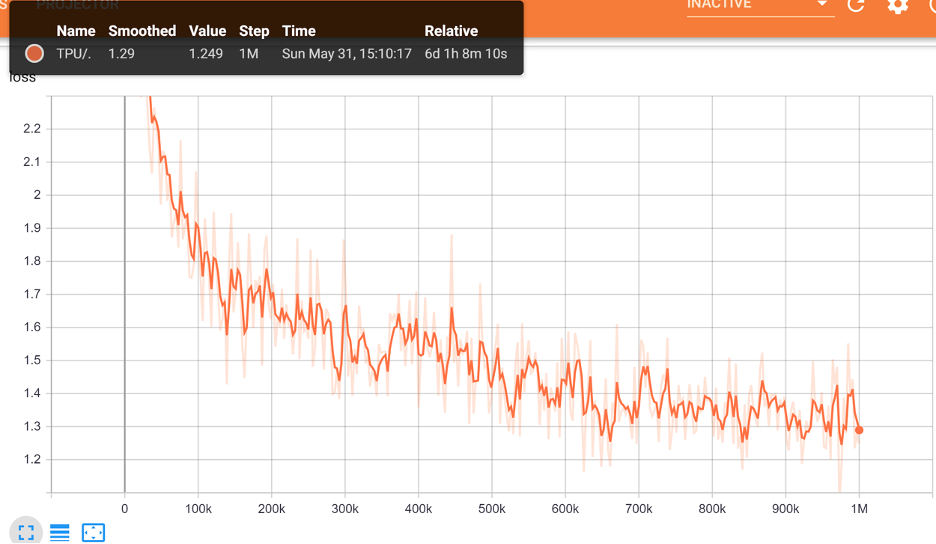 PROJECTOR
INACTIVE
Name Smoothed Value Step Time Relative
TPU/. 1.29 1.249 1M Sun May 31, 15:10:17 6d 1h 8m 10s
loss
2.2
2.1
2
1.9
1.8
1.7
1.6
1.5
1.4
1.3
1.2
0 100k 200k 300k 400k 500k 600k 700k 800k 900k 1M